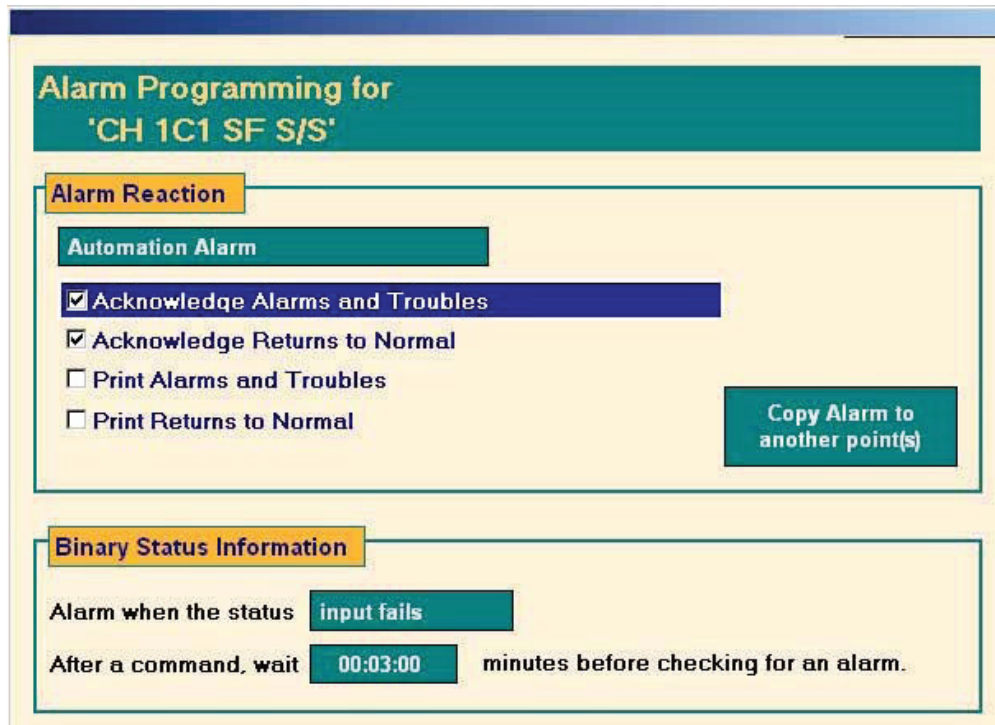 Alarm Programming for
'CH 1C1 SF S/S'
Alarm Reaction
Automation Alarm
Acknowledge Alarms and Troubles
Acknowledge Returns to Normal
Print Alarms and Troubles
Print Returns to Normal
Copy Alarm to
another point(s)
Binary Status Information
Alarm when the status input fails
After a command, wait 00:03:00 minutes before checking for an alarm.